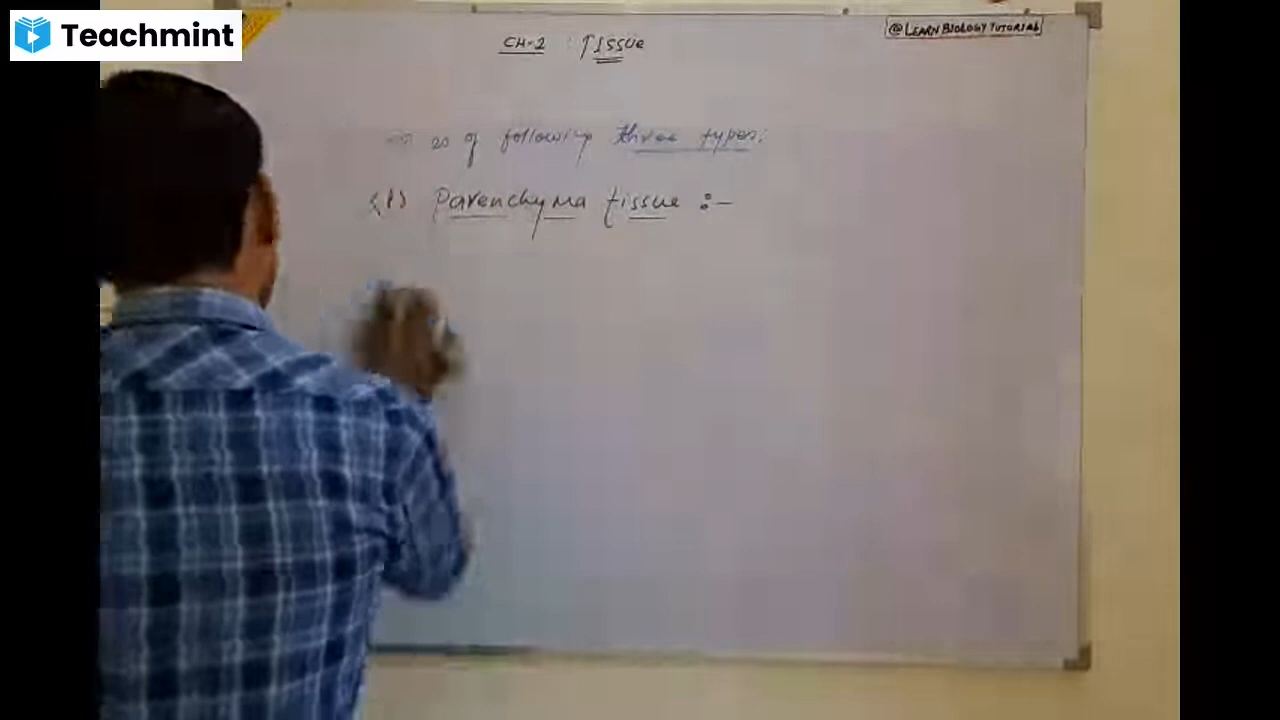 Teachmint
@LEARN BIOLOGY TUTORIAL
CH-2 : TISSUE
of following three types:
(1) Parenchyma tissue :-